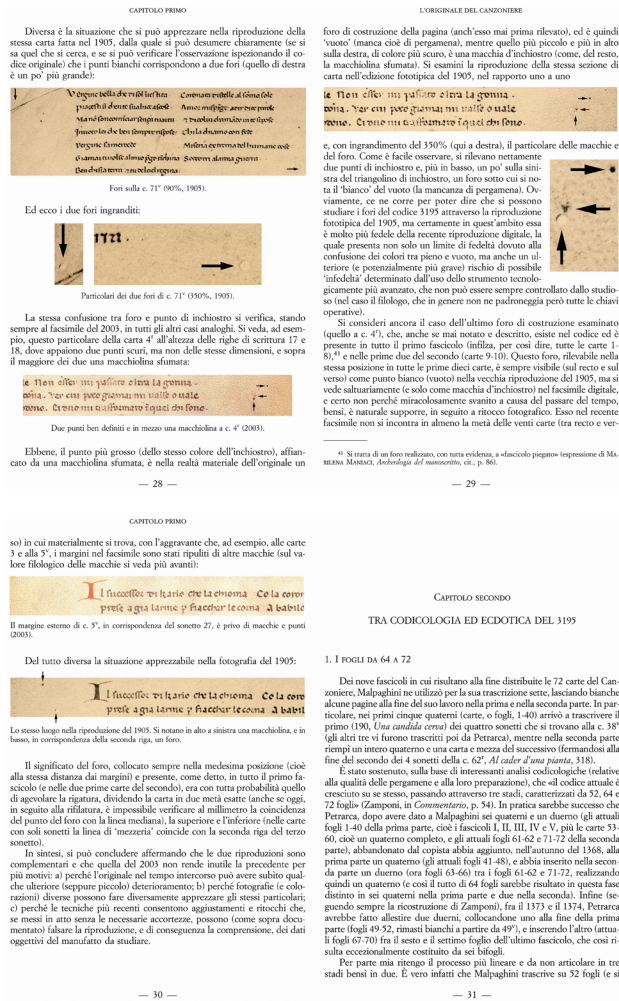 CAPITOLO PRIMO
Diversa è la situazione che si può apprezzare nella riproduzione della
stessa carta fatta nel 1905, dalla quale si può desumere chiaramente (se si
sa quel che si cerca, e se si può verificare l'osservazione ispezionando il co-
dice originale) che i punti bianchi corrispondono a due fori (quello di destra
è un po' più grande):
Fori sulla c. 71v (90%, 1905).
Ed ecco i due fori ingranditi:
Particolari dei due fori di c. 71v (350%, 1905).
La stessa confusione tra foro e punto di inchiostro si verifica, stando
sempre al facsimile del 2003, in tutti gli altri casi analoghi. Si veda, ad esem-
pio, questo particolare della carta 4r all'altezza delle righe di scrittura 17 e
18, dove appaiono due punti scuri, ma non delle stesse dimensioni, e sopra
il maggiore dei due una macchiolina sfumata:
Due punti ben definiti e in mezzo una macchiolina a c. 4r (2003).
Ebbene, il punto più grosso (dello stesso colore dell'inchiostro), affian-
cato da una macchiolina sfumata, è nella realtà materiale dell'originale un
— 28 —
L'ORIGINALE DEL CANZONIERE
foro di costruzione della pagina (anch'esso mai prima rilevato), ed è quindi
'vuoto' (manca cioè di pergamena), mentre quello più piccolo e più in alto
sulla destra, di colore più scuro, è una macchia d'inchiostro (come, del resto,
la macchiolina sfumata). Si esamini la riproduzione della stessa sezione di
carta nell'edizione fototipica del 1905, nel rapporto uno a uno
e, con ingrandimento del 350% (qui a destra), il particolare delle macchie e
del foro. Come è facile osservare, si rilevano nettamente
due punti di inchiostro e, più in basso, un po' sulla sini-
stra del triangolino di inchiostro, un foro sotto cui si no-
ta il 'bianco' del vuoto (la mancanza di pergamena). Ov-
viamente, ce ne corre per poter dire che si possono
studiare i fori del codice 3195 attraverso la riproduzione
fototipica del 1905, ma certamente in quest'ambito essa
è molto più fedele della recente riproduzione digitale, la
quale presenta non solo un limite di fedeltà dovuto alla
confusione dei colori tra pieno e vuoto, ma anche un ul-
teriore (e potenzialmente più grave) rischio di possibile
'infedeltà' determinato dall'uso dello strumento tecnolo-
gicamente più avanzato, che non può essere sempre controllato dallo studio-
so (nel caso il filologo, che in genere non ne padroneggia però tutte le chiavi
operative).
Si consideri ancora il caso dell'ultimo foro di costruzione esaminato
(quello a c. 4r), che, anche se mai notato e descritto, esiste nel codice ed è
presente in tutto il primo fascicolo (infilza, per così dire, tutte le carte 1-
8),41 e nelle prime due del secondo (carte 9-10). Questo foro, rilevabile nella
stessa posizione in tutte le prime dieci carte, è sempre visibile (sul recto e sul
verso) come punto bianco (vuoto) nella vecchia riproduzione del 1905, ma si
vede saltuariamente (e solo come macchia d'inchiostro) nel facsimile digitale,
e certo non perché miracolosamente svanito a causa del passare del tempo,
bensì, è naturale supporre, in seguito a ritocco fotografico. Esso nel recente
facsimile non si incontra in almeno la metà delle venti carte (tra recto e ver-
41 Si tratta di un foro realizzato, con tutta evidenza, a «fascicolo piegato» (espressione di MA-
RILENA MANIACI, Archeologia del manoscritto, cit., p. 86).
— 29 —
CAPITOLO PRIMO
so) in cui materialmente si trova, con l'aggravante che, ad esempio, alle carte
3 e alla 5v, i margini nel facsimile sono stati ripuliti di altre macchie (sul va-
lore filologico delle macchie si veda più avanti):
Il margine esterno di c. 5v, in corrispondenza del sonetto 27, è privo di macchie e punti
(2003).
Del tutto diversa la situazione apprezzabile nella fotografia del 1905:
Lo stesso luogo nella riproduzione del 1905. Si notano in alto a sinistra una macchiolina, e in
basso, in corrispondenza della seconda riga, un foro.
Il significato del foro, collocato sempre nella medesima posizione (cioè
alla stessa distanza dai margini) e presente, come detto, in tutto il primo fa-
scicolo (e nelle due prime carte del secondo), era con tutta probabilità quello
di agevolare la rigatura, dividendo la carta in due metà esatte (anche se oggi,
in seguito alla rifilatura, è impossibile verificare al millimetro la coincidenza
del punto del foro con la linea mediana), la superiore e l'inferiore (nelle carte
con soli sonetti la linea di 'mezzeria' coincide con la seconda riga del terzo
sonetto).
In sintesi, si può concludere affermando che le due riproduzioni sono
complementari e che quella del 2003 non rende inutile la precedente per
più motivi: a) perché l'originale nel tempo intercorso può avere subìto qual-
che ulteriore (seppure piccolo) deterioramento; b) perché fotografie (e colo-
razioni) diverse possono fare diversamente apprezzare gli stessi particolari;
c) perché le tecniche più recenti consentono aggiustamenti e ritocchi che,
se messi in atto senza le necessarie accortezze, possono (come sopra docu-
mentato) falsare la riproduzione, e di conseguenza la comprensione, dei dati
oggettivi del manufatto da studiare.
— 30 —
CAPITOLO SECONDO
TRA CODICOLOGIA ED ECDOTICA DEL 3195
1. I FOGLI DA 64 A 72
Dei nove fascicoli in cui risultano alla fine distribuite le 72 carte del Can-
zoniere, Malpaghini ne utilizzò per la sua trascrizione sette, lasciando bianche
alcune pagine alla fine del suo lavoro nella prima e nella seconda parte. In par-
ticolare, nei primi cinque quaterni (carte, o fogli, 1-40) arrivò a trascrivere il
primo (190, Una candida cerva) dei quattro sonetti che si trovano alla c. 38v
(gli altri tre vi furono trascritti poi da Petrarca), mentre nella seconda parte
riempì un intero quaterno e una carta e mezza del successivo (fermandosi alla
fine del secondo dei 4 sonetti della c. 62r, Al cader d'una pianta, 318).
È stato sostenuto, sulla base di interessanti analisi codicologiche (relative
alla qualità delle pergamene e alla loro preparazione), che «il codice attuale è
cresciuto su se stesso, passando attraverso tre stadi, caratterizzati da 52, 64 e
72 fogli» (Zamponi, in Commentario, p. 54). In pratica sarebbe successo che
Petrarca, dopo avere dato a Malpaghini sei quaterni e un duerno (gli attuali
fogli 1-40 della prima parte, cioè i fascicoli I, II, III, IV e V, più le carte 53-
60, cioè un quaterno completo, e gli attuali fogli 61-62 e 71-72 della seconda
parte), abbandonato dal copista abbia aggiunto, nell'autunno del 1368, alla
prima parte un quaterno (gli attuali fogli 41-48), e abbia inserito nella secon-
da parte un duerno (ora fogli 63-66) tra i fogli 61-62 e 71-72, realizzando
quindi un quaterno (e così il tutto di 64 fogli sarebbe risultato in questa fase
distinto in sei quaterni nella prima parte e due nella seconda). Infine (se-
guendo sempre la ricostruzione di Zamponi), fra il 1373 e il 1374, Petrarca
avrebbe fatto allestire due duerni, collocandone uno alla fine della prima
parte (fogli 49-52, rimasti bianchi a partire da 49v), e inserendo l'altro (attua-
li fogli 67-70) fra il sesto e il settimo foglio dell'ultimo fascicolo, che così ri-
sulta eccezionalmente costituito da sei bifogli.
Per parte mia ritengo il processo più lineare e da non articolare in tre
stadi bensì in due. È vero infatti che Malpaghini trascrive su 52 fogli (e si
— 31 —